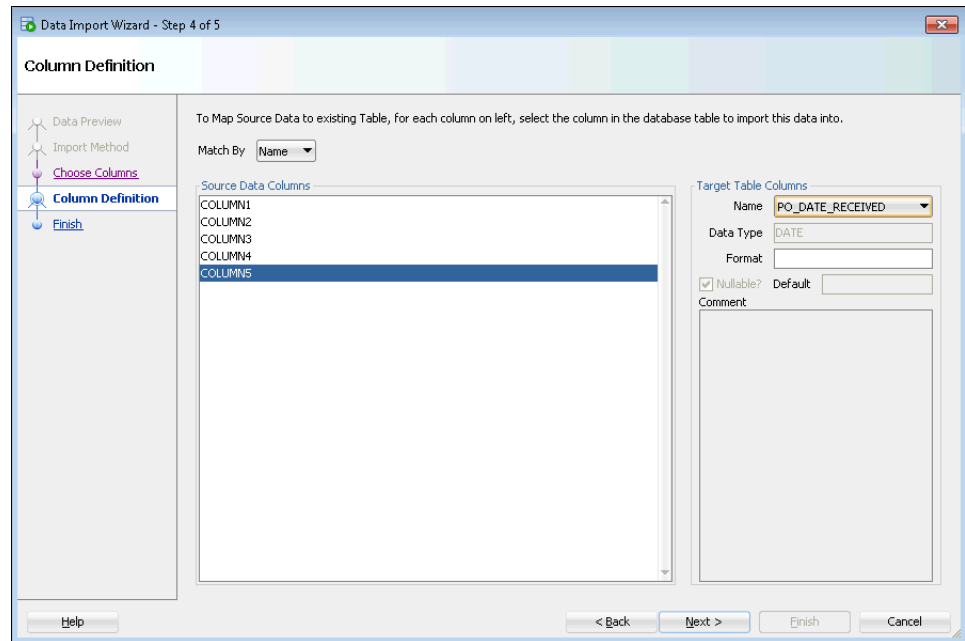 Data Import Wizard - Step 4 of 5
Column Definition
Data Preview
Import Method
Choose Columns
Column Definition
Finish
To Map Source Data to existing Table, for each column on left, select the column in the database table to import this data into.
Match By Name
Source Data Columns
COLUMN1
COLUMN2
COLUMN3
COLUMN4
COLUMN5
Target Table Columns
Name PO_DATE_RECEIVED
Data Type DATE
Format
Nullable? Default
Comment
Help < Back Next > Finish Cancel